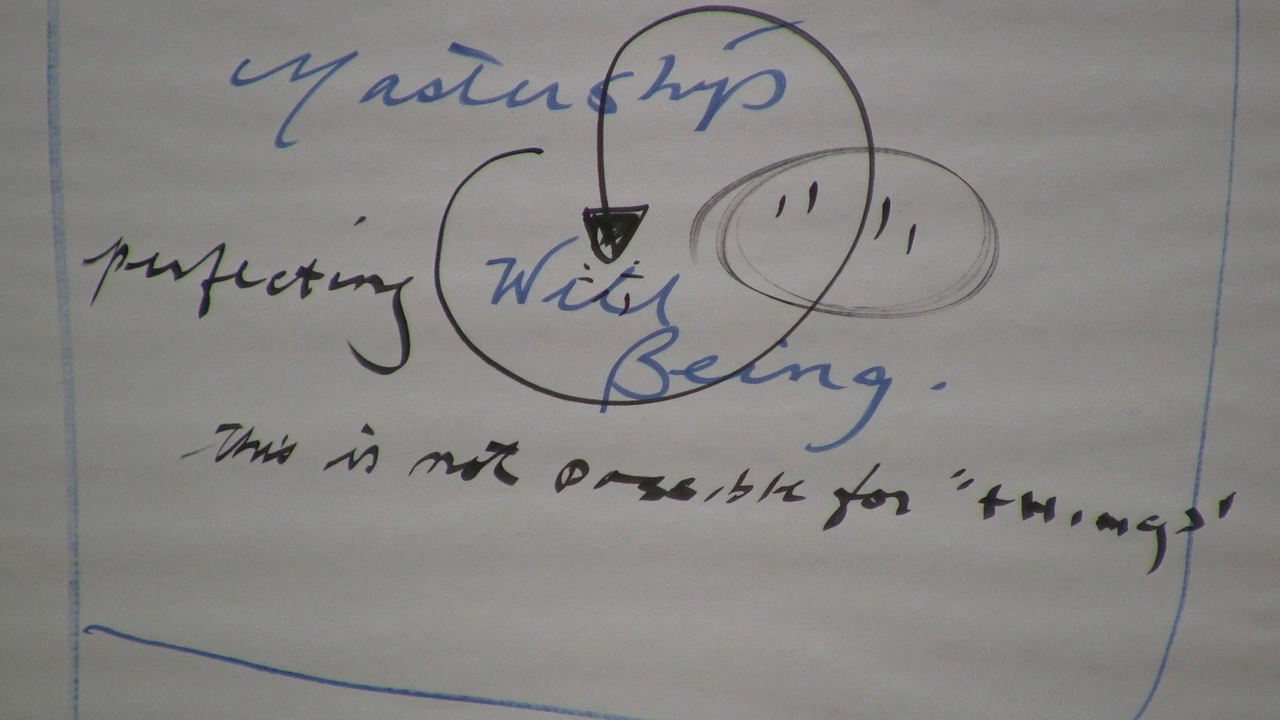 Mastership
perfecting
With
Being.
This is not possible for "things"